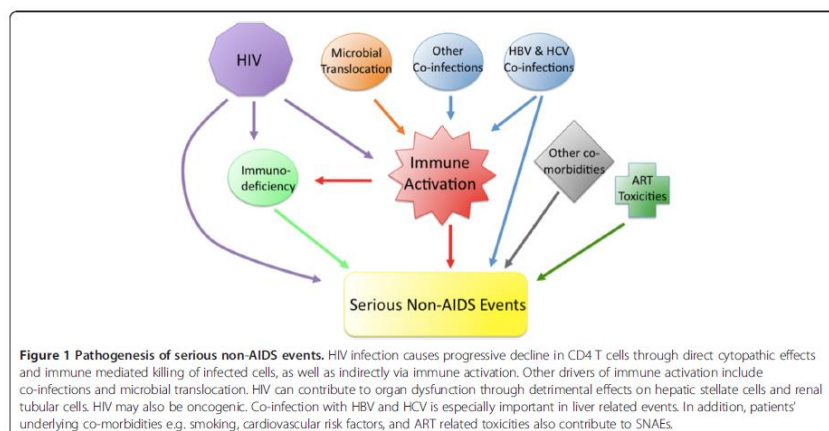 HIV
Microbial
Translocation
Other
Co-infections
HBV & HCV
Co-infections
Immuno-
deficiency
Immune
Activation
Other co-
morbidities
ART
Toxicities
Serious Non-AIDS Events
Figure 1 Pathogenesis of serious non-AIDS events. HIV infection causes progressive decline in CD4 T cells through direct cytopathic effects
and immune mediated killing of infected cells, as well as indirectly via immune activation. Other drivers of immune activation include
co-infections and microbial translocation. HIV can contribute to organ dysfunction through detrimental effects on hepatic stellate cells and renal
tubular cells. HIV may also be oncogenic. Co-infection with HBV and HCV is especially important in liver related events. In addition, patients'
underlying co-morbidities e.g. smoking, cardiovascular risk factors, and ART related toxicities also contribute to SNAEs.